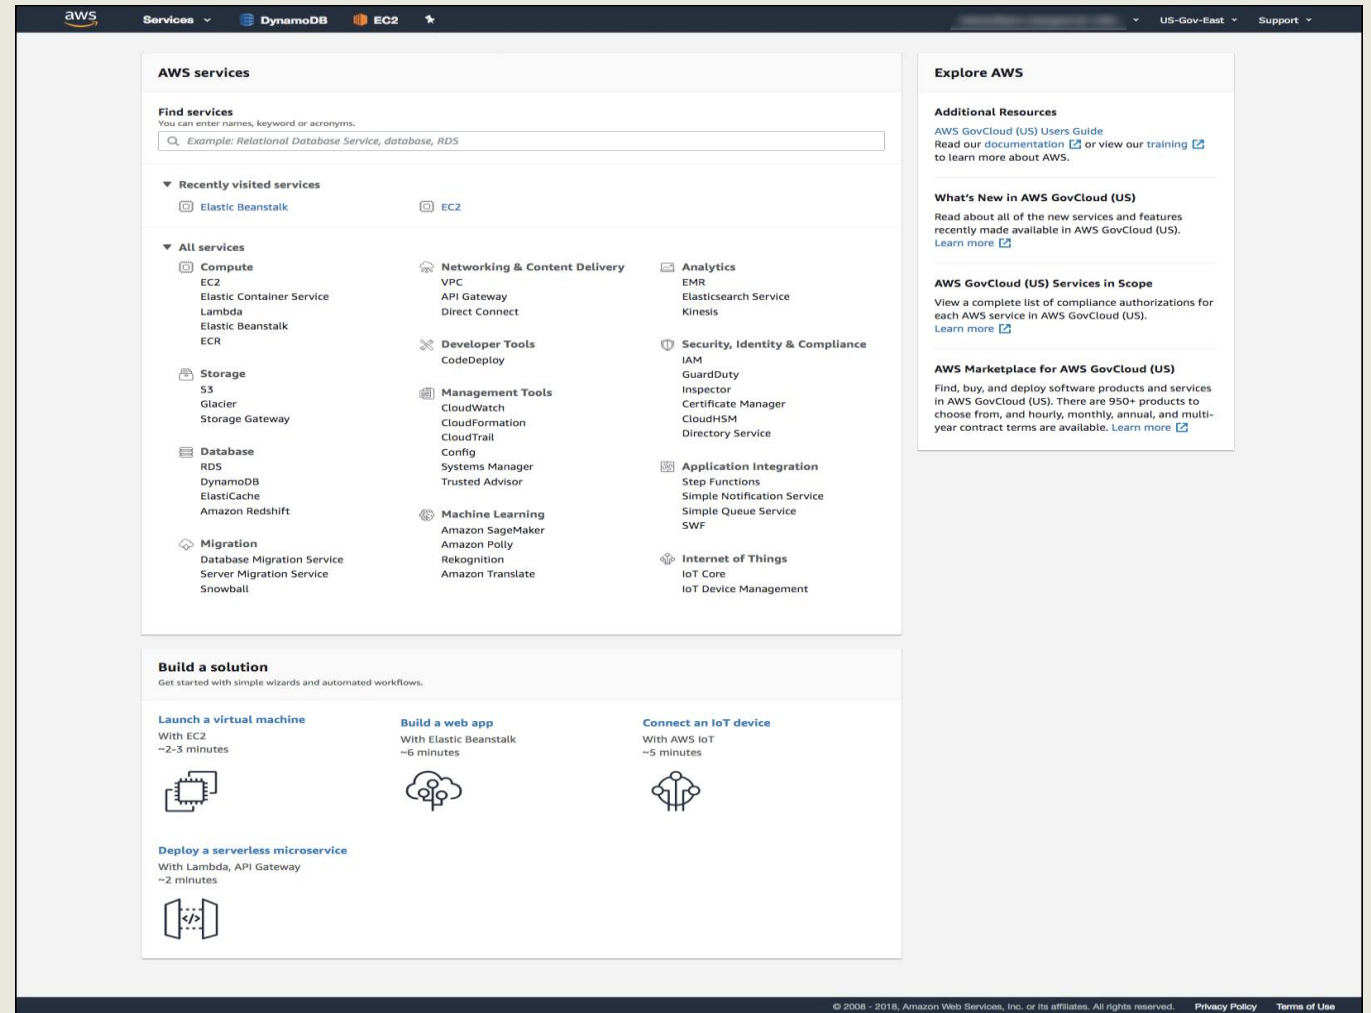 aws
Services
DynamoDB
EC2
US-Gov-East
Support
AWS services
Find services
You can enter names, keyword or acronyms.
Example: Relational Database Service, database, RDS
Recently visited services
Elastic Beanstalk
EC2
All services
Compute
EC2
Elastic Container Service
Lambda
Elastic Beanstalk
ECR
Storage
S3
Glacier
Storage Gateway
Database
RDS
DynamoDB
ElastiCache
Amazon Redshift
Migration
Database Migration Service
Server Migration Service
Snowball
Networking & Content Delivery
VPC
API Gateway
Direct Connect
Developer Tools
CodeDeploy
Management Tools
CloudWatch
CloudFormation
CloudTrail
Config
Systems Manager
Trusted Advisor
Machine Learning
Amazon SageMaker
Amazon Polly
Rekognition
Amazon Translate
Analytics
EMR
Elasticsearch Service
Kinesis
Security, Identity & Compliance
IAM
GuardDuty
Inspector
Certificate Manager
CloudHSM
Directory Service
Application Integration
Step Functions
Simple Notification Service
Simple Queue Service
SWF
Internet of Things
IoT Core
IoT Device Management
Build a solution
Get started with simple wizards and automated workflows.
Launch a virtual machine
With EC2
~2-3 minutes
Build a web app
With Elastic Beanstalk
~6 minutes
Connect an IoT device
With AWS IoT
~5 minutes
Deploy a serverless microservice
With Lambda, API Gateway
~2 minutes
</>
Explore AWS
Additional Resources
AWS GovCloud (US) Users Guide
Read our documentation or view our training
to learn more about AWS.
What's New in AWS GovCloud (US)
Read about all of the new services and features
recently made available in AWS GovCloud (US).
Learn more
AWS GovCloud (US) Services in Scope
View a complete list of compliance authorizations for
each AWS service in AWS GovCloud (US).
Learn more
AWS Marketplace for AWS GovCloud (US)
Find, buy, and deploy software products and services
in AWS GovCloud (US). There are 950+ products to
choose from, and hourly, monthly, annual, and multi-
year contract terms are available. Learn more
© 2008 - 2018, Amazon Web Services, Inc. or its affiliates. All rights reserved.
Privacy Policy
Terms of Use